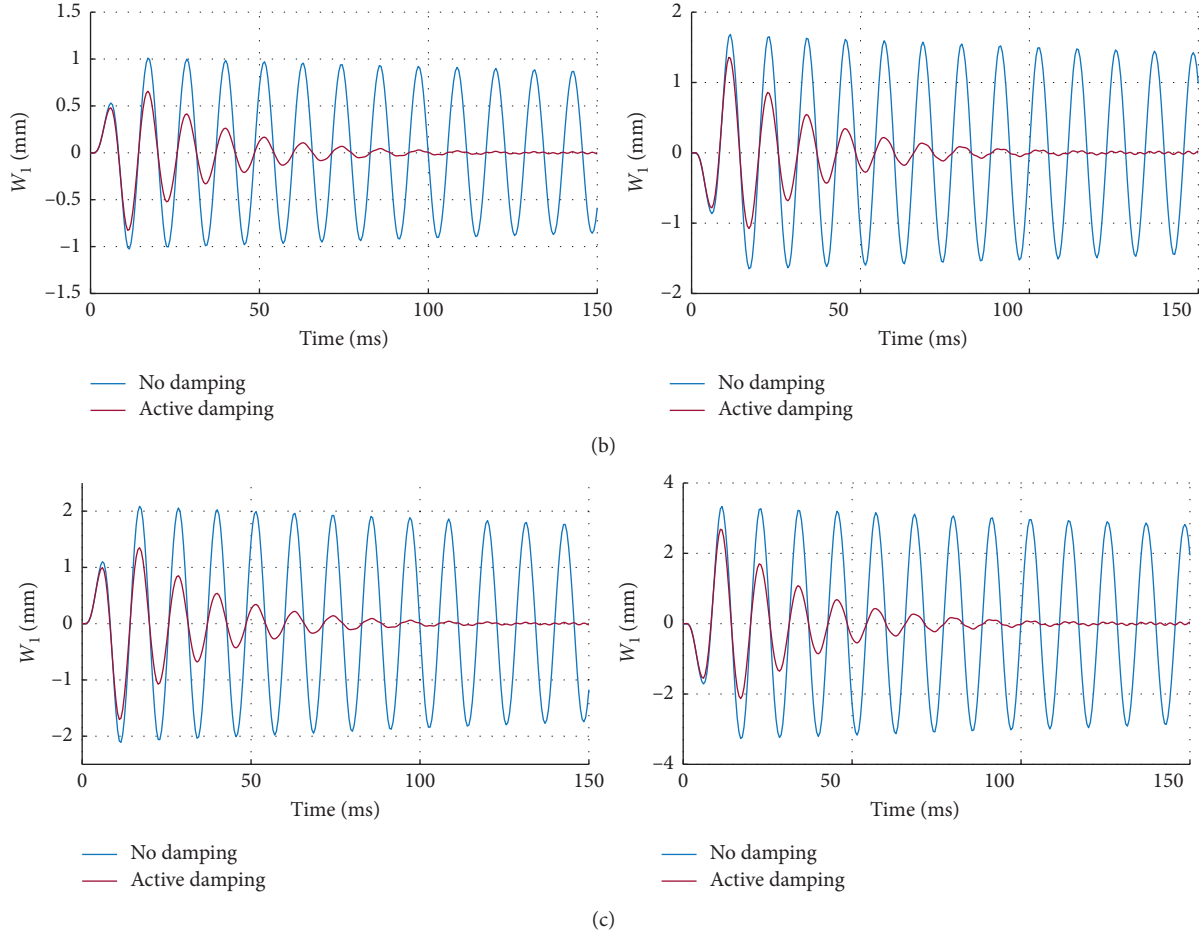 1.5
1
0.5
0
−0.5
−1
−1.5
W1 (mm)
0 50 100 150
Time (ms)
No damping
Active damping
2
1
0
−1
−2
W1 (mm)
0 50 100 150
Time (ms)
No damping
Active damping
(b)
2
1
0
−1
−2
W1 (mm)
0 50 100 150
Time (ms)
No damping
Active damping
4
2
0
−2
−4
W1 (mm)
0 50 100 150
Time (ms)
No damping
Active damping
(c)